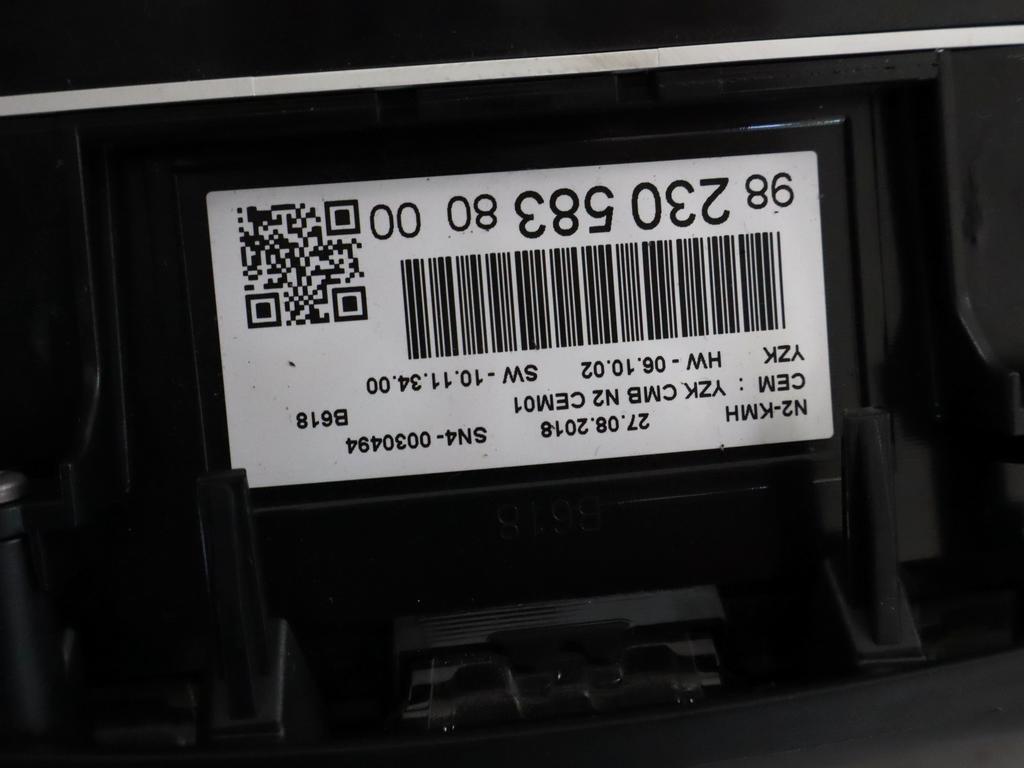 B618
N2-KMH 27.08.2018 SN4-0030494
CEM : YZK CMB N2 CEM01 B618
YZK HW - 06.10.02 SW - 10.11.34.00
98 230 583 80 00